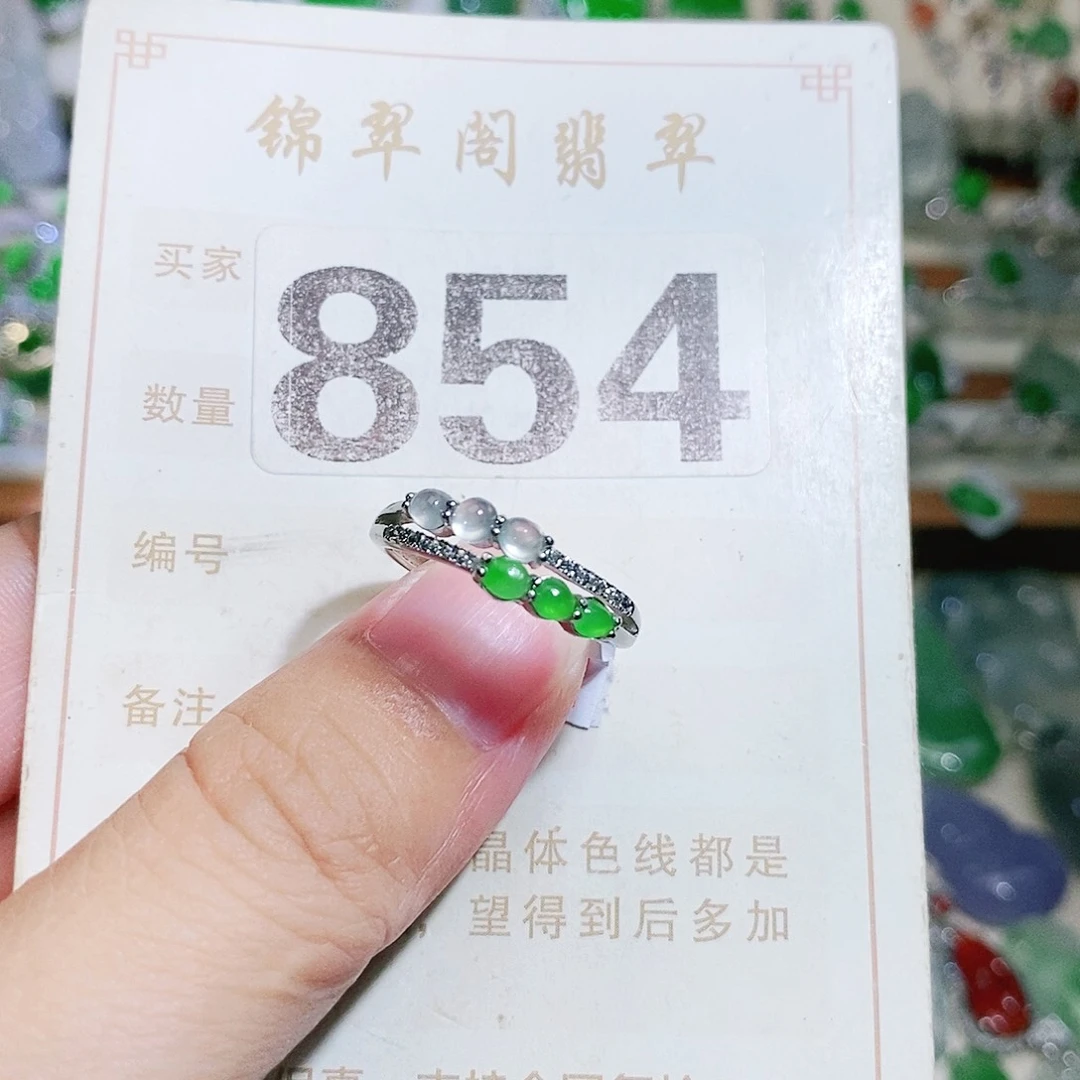 锦翠阁翡翠
买家
854
数量
编号
备注
晶体色线都是
，望得到后多加